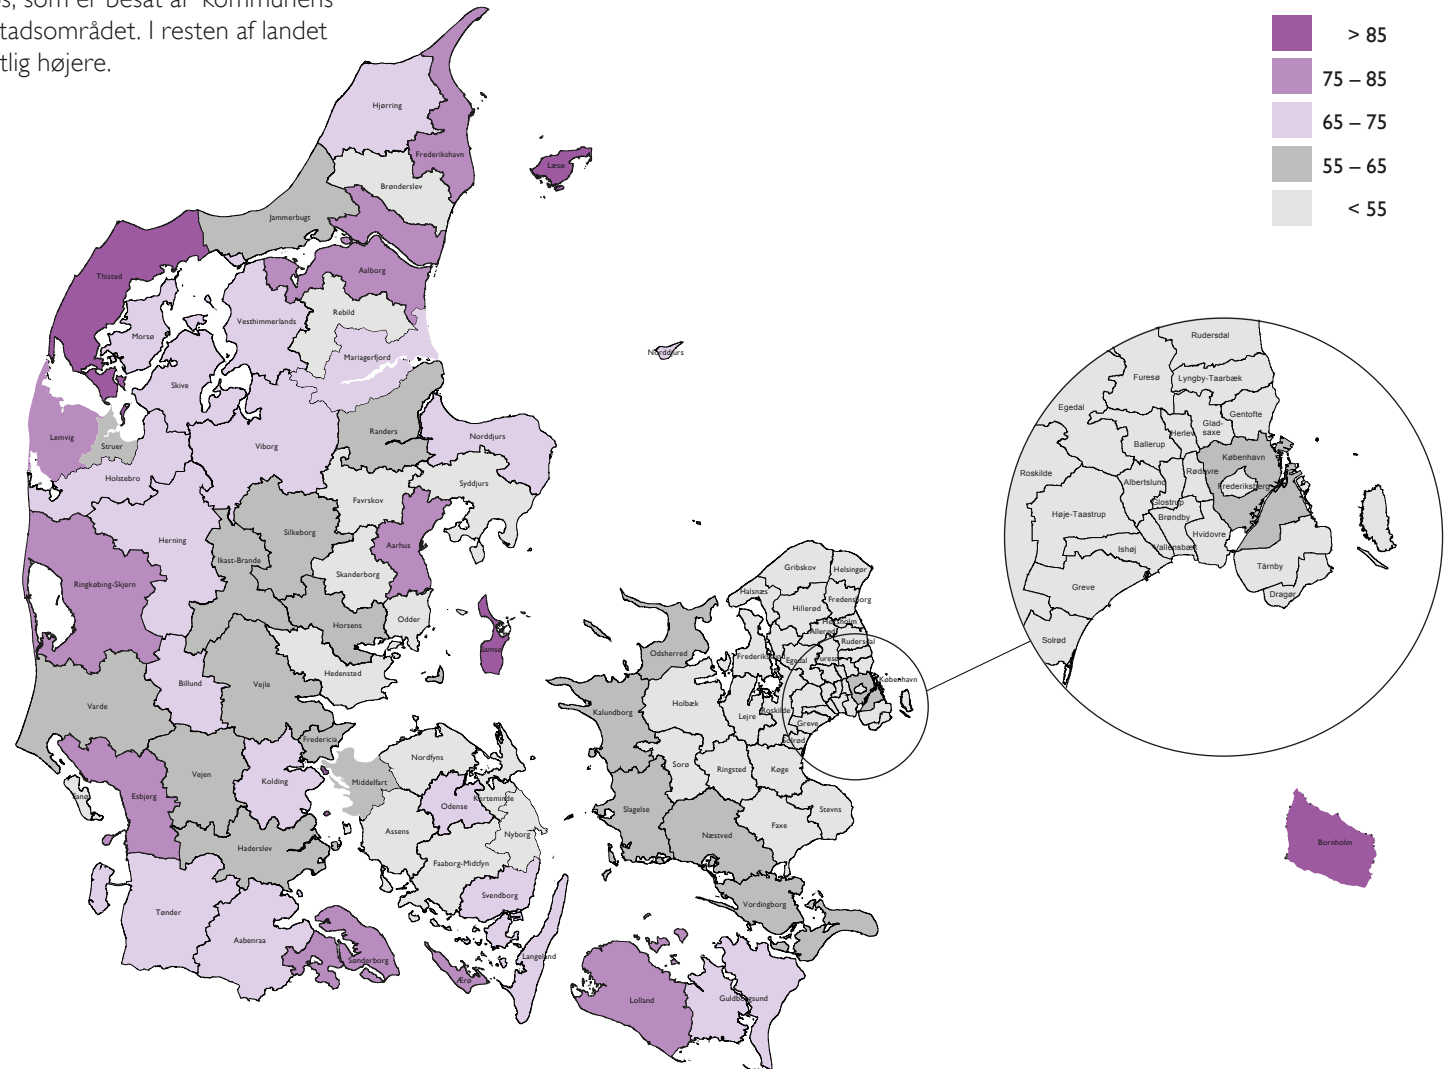 som er besat af kommunens
tadsområdet. I resten af landet
tlig højere.
> 85
75 – 85
65 – 75
55 – 65
< 55
Hjørring
Frederikshavn
Læsø
Brønderslev
Jammerbugt
Thisted
Aalborg
Rebild
Vesthimmerlands
Morsø
Mariagerfjord
Norddjurs
Skive
Lemvig
Struer
Randers
Viborg
Norddjurs
Holstebro
Syddjurs
Favrskov
Herning
Silkeborg
Aarhus
Ikast-Brande
Skanderborg
Ringkøbing-Skjern
Odder
Horsens
Samsø
Hedensted
Billund
Vejle
Varde
Fredericia
Vejen
Kolding
Middelfart
Nordfyns
Esbjerg
Fanø
Odense
Kerteminde
Assens
Nyborg
Haderslev
Faaborg-Midtfyn
Svendborg
Tønder
Aabenraa
Sønderborg
Ærø
Langeland
Lolland
Guldborgsund
Gribskov
Helsingør
Halsnæs
Hillerød
Fredensborg
Hørsholm
Allerød
Rudersdal
Odsherred
Frederikssund
Egedal
Furesø
København
Kalundborg
Holbæk
Lejre
Roskilde
Greve
Solrød
Sorø
Ringsted
Køge
Slagelse
Næstved
Faxe
Stevns
Vordingborg
Rudersdal
Furesø
Lyngby-Taarbæk
Egedal
Gentofte
Glad-
saxe
Herlev
Ballerup
København
Roskilde
Rødovre
Albertslund
Frederiksberg
Glostrup
Høje-Taastrup
Brøndby
Hvidovre
Ishøj
Vallensbæk
Tårnby
Greve
Dragør
Solrød
Bornholm